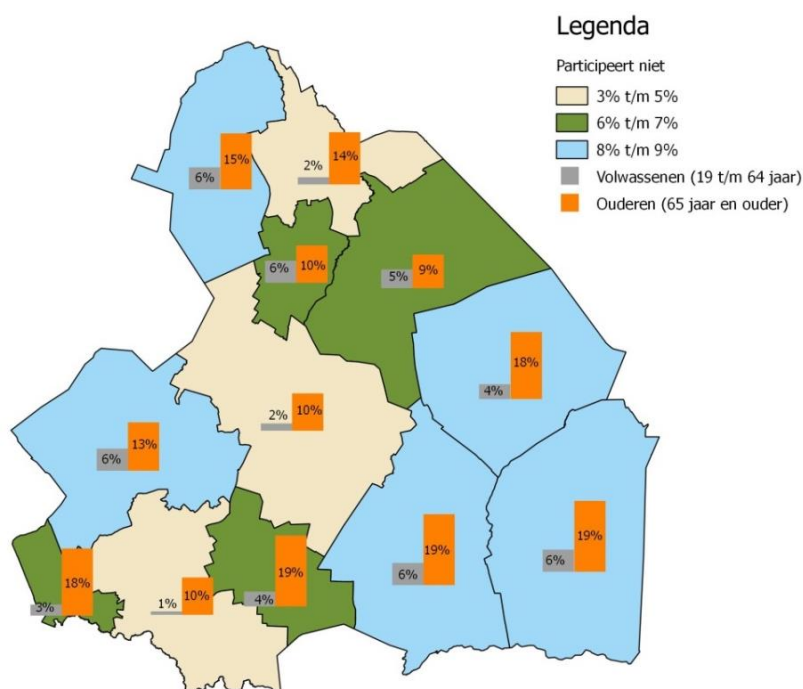 Legenda
Participeert niet
3% t/m 5%
6% t/m 7%
8% t/m 9%
Volwassenen (19 t/m 64 jaar)
Ouderen (65 jaar en ouder)
6% 15%
2% 14%
6% 10%
5% 9%
4% 18%
2% 10%
6% 13%
6% 19%
6% 19%
3% 18%
1% 10%
4% 19%